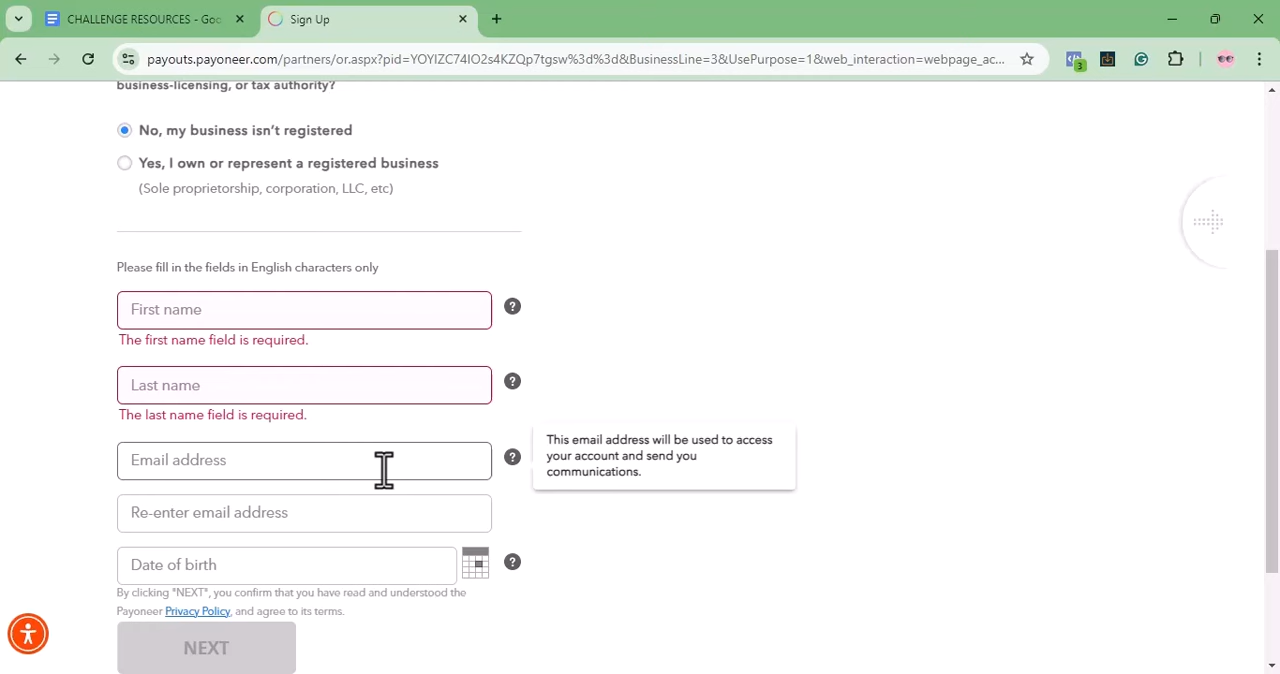 CHALLENGE RESOURCES - Goo
Sign Up
payouts.payoneer.com/partners/or.aspx?pid=YOYIZC74IO2s4KZQp7tgsw%3d%3d&BusinessLine=3&UsePurpose=1&web_interaction=webpage_ac...
3
business-licensing, or tax authority?
No, my business isn’t registered
Yes, I own or represent a registered business
(Sole proprietorship, corporation, LLC, etc)
Please fill in the fields in English characters only
First name
?
The first name field is required.
Last name
?
The last name field is required.
Email address
?
This email address will be used to access
your account and send you
communications.
Re-enter email address
Date of birth
?
By clicking "NEXT", you confirm that you have read and understood the
Payoneer Privacy Policy, and agree to its terms.
NEXT